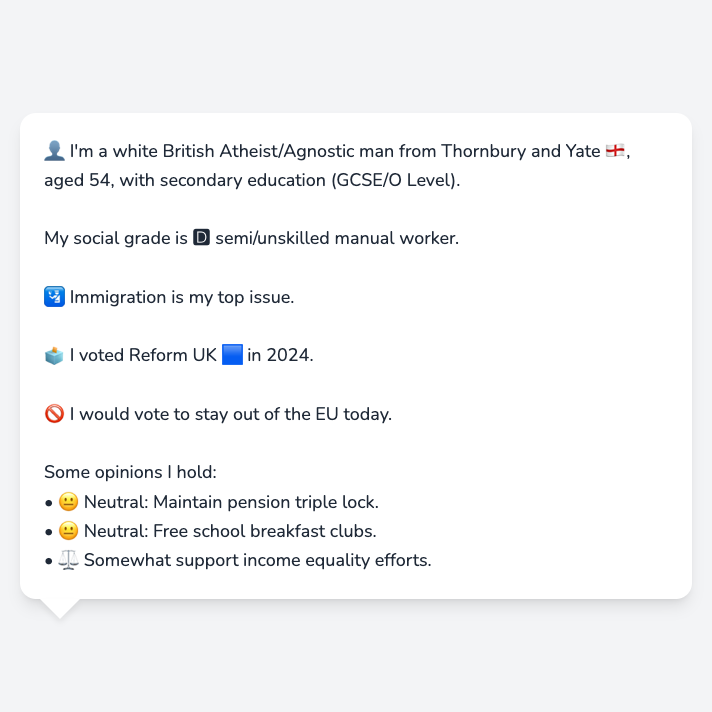 👤 I'm a white British Atheist/Agnostic man from Thornbury and Yate 🏴󠁧󠁢󠁥󠁮󠁧󠁿,
aged 54, with secondary education (GCSE/O Level).
My social grade is 🅳 semi/unskilled manual worker.
🛂 Immigration is my top issue.
🗳️ I voted Reform UK 🟦 in 2024.
🚫 I would vote to stay out of the EU today.
Some opinions I hold:
• 😐 Neutral: Maintain pension triple lock.
• 😐 Neutral: Free school breakfast clubs.
• ⚖️ Somewhat support income equality efforts.